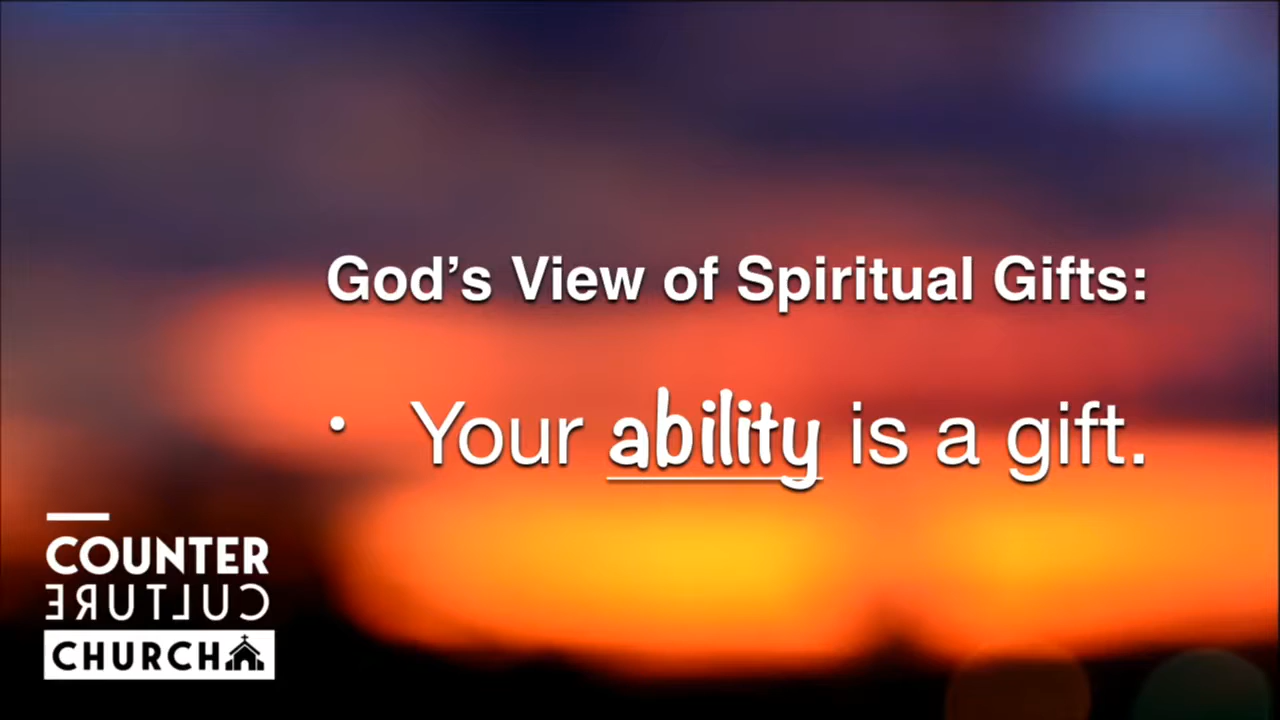 God’s View of Spiritual Gifts:
• Your ability is a gift.
COUNTER
CULTURE
CHURCH